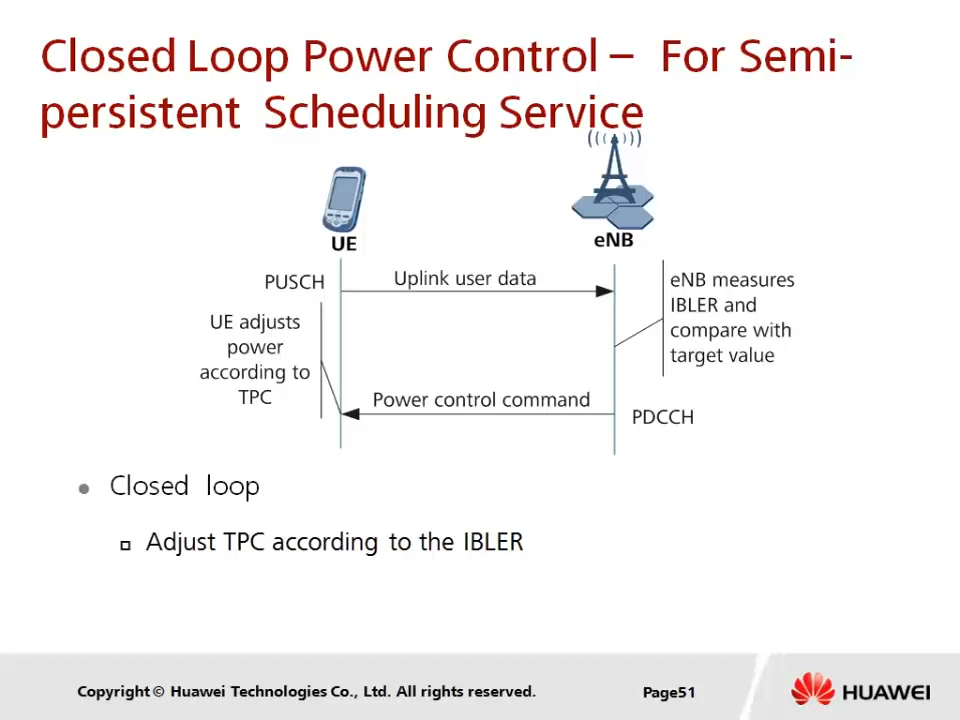 Closed Loop Power Control – For Semi-
persistent Scheduling Service
UE
eNB
PUSCH
Uplink user data
eNB measures
IBLER and
compare with
target value
UE adjusts
power
according to
TPC
Power control command
PDCCH
Closed loop
Adjust TPC according to the IBLER
Copyright © Huawei Technologies Co., Ltd. All rights reserved.
Page51
HUAWEI